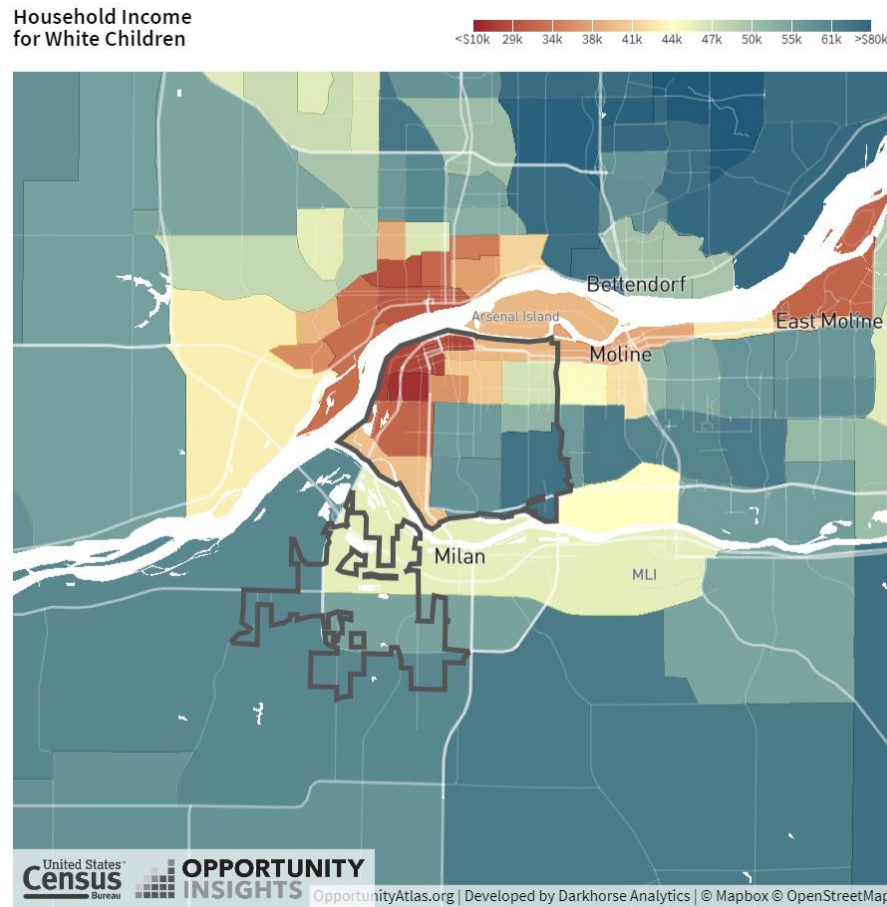 Household Income
for White Children
<$10k 29k 34k 38k 41k 44k 47k 50k 55k 61k >$80k
Bettendorf
Arsenal Island
East Moline
Moline
Milan
MLI
United States™
Census
Bureau
OPPORTUNITY
INSIGHTS
OpportunityAtlas.org | Developed by Darkhorse Analytics | © Mapbox © OpenStreetMap